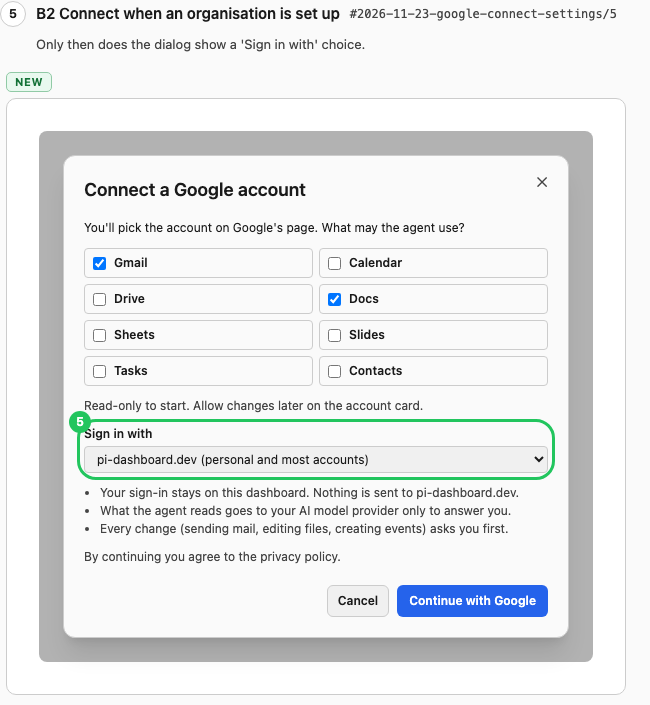 5 B2 Connect when an organisation is set up #2026-11-23-google-connect-settings/5
Only then does the dialog show a 'Sign in with' choice.
NEW
Connect a Google account
You'll pick the account on Google's page. What may the agent use?
Gmail
Calendar
Drive
Docs
Sheets
Slides
Tasks
Contacts
Read-only to start. Allow changes later on the account card.
5
Sign in with
pi-dashboard.dev (personal and most accounts)
• Your sign-in stays on this dashboard. Nothing is sent to pi-dashboard.dev.
• What the agent reads goes to your AI model provider only to answer you.
• Every change (sending mail, editing files, creating events) asks you first.
By continuing you agree to the privacy policy.
Cancel
Continue with Google